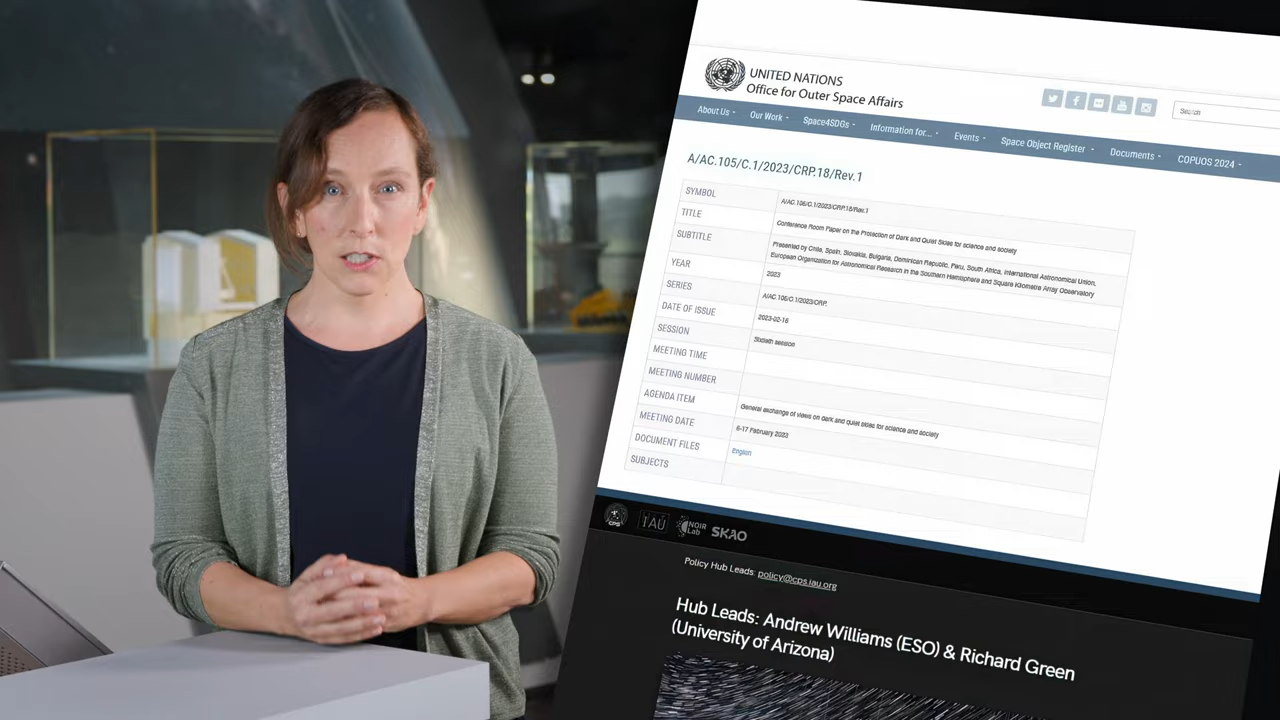 UNITED NATIONS
Office for Outer Space Affairs
Search
About Us
Our Work
Space4SDGs
Information for...
Events
Space Object Register
Documents
COPUOS 2024
A/AC.105/C.1/2023/CRP.18/Rev.1
SYMBOL A/AC.105/C.1/2023/CRP.18/Rev.1
TITLE Conference Room Paper on the Protection of Dark and Quiet Skies for science and society
SUBTITLE Presented by Chile, Spain, Slovakia, Bulgaria, Dominican Republic, Peru, South Africa, International Astronomical Union,
European Organization for Astronomical Research in the Southern Hemisphere and Square Kilometre Array Observatory
YEAR 2023
SERIES A/AC.105/C.1/2023/CRP.
DATE OF ISSUE 2023-02-16
SESSION Sixtieth session
MEETING TIME
MEETING NUMBER
AGENDA ITEM General exchange of views on dark and quiet skies for science and society
MEETING DATE 6-17 February 2023
DOCUMENT FILES English
SUBJECTS
CPS
IAU
NOIR
Lab
SKAO
Policy Hub Leads: policy@cps.iau.org
Hub Leads: Andrew Williams (ESO) & Richard Green
(University of Arizona)